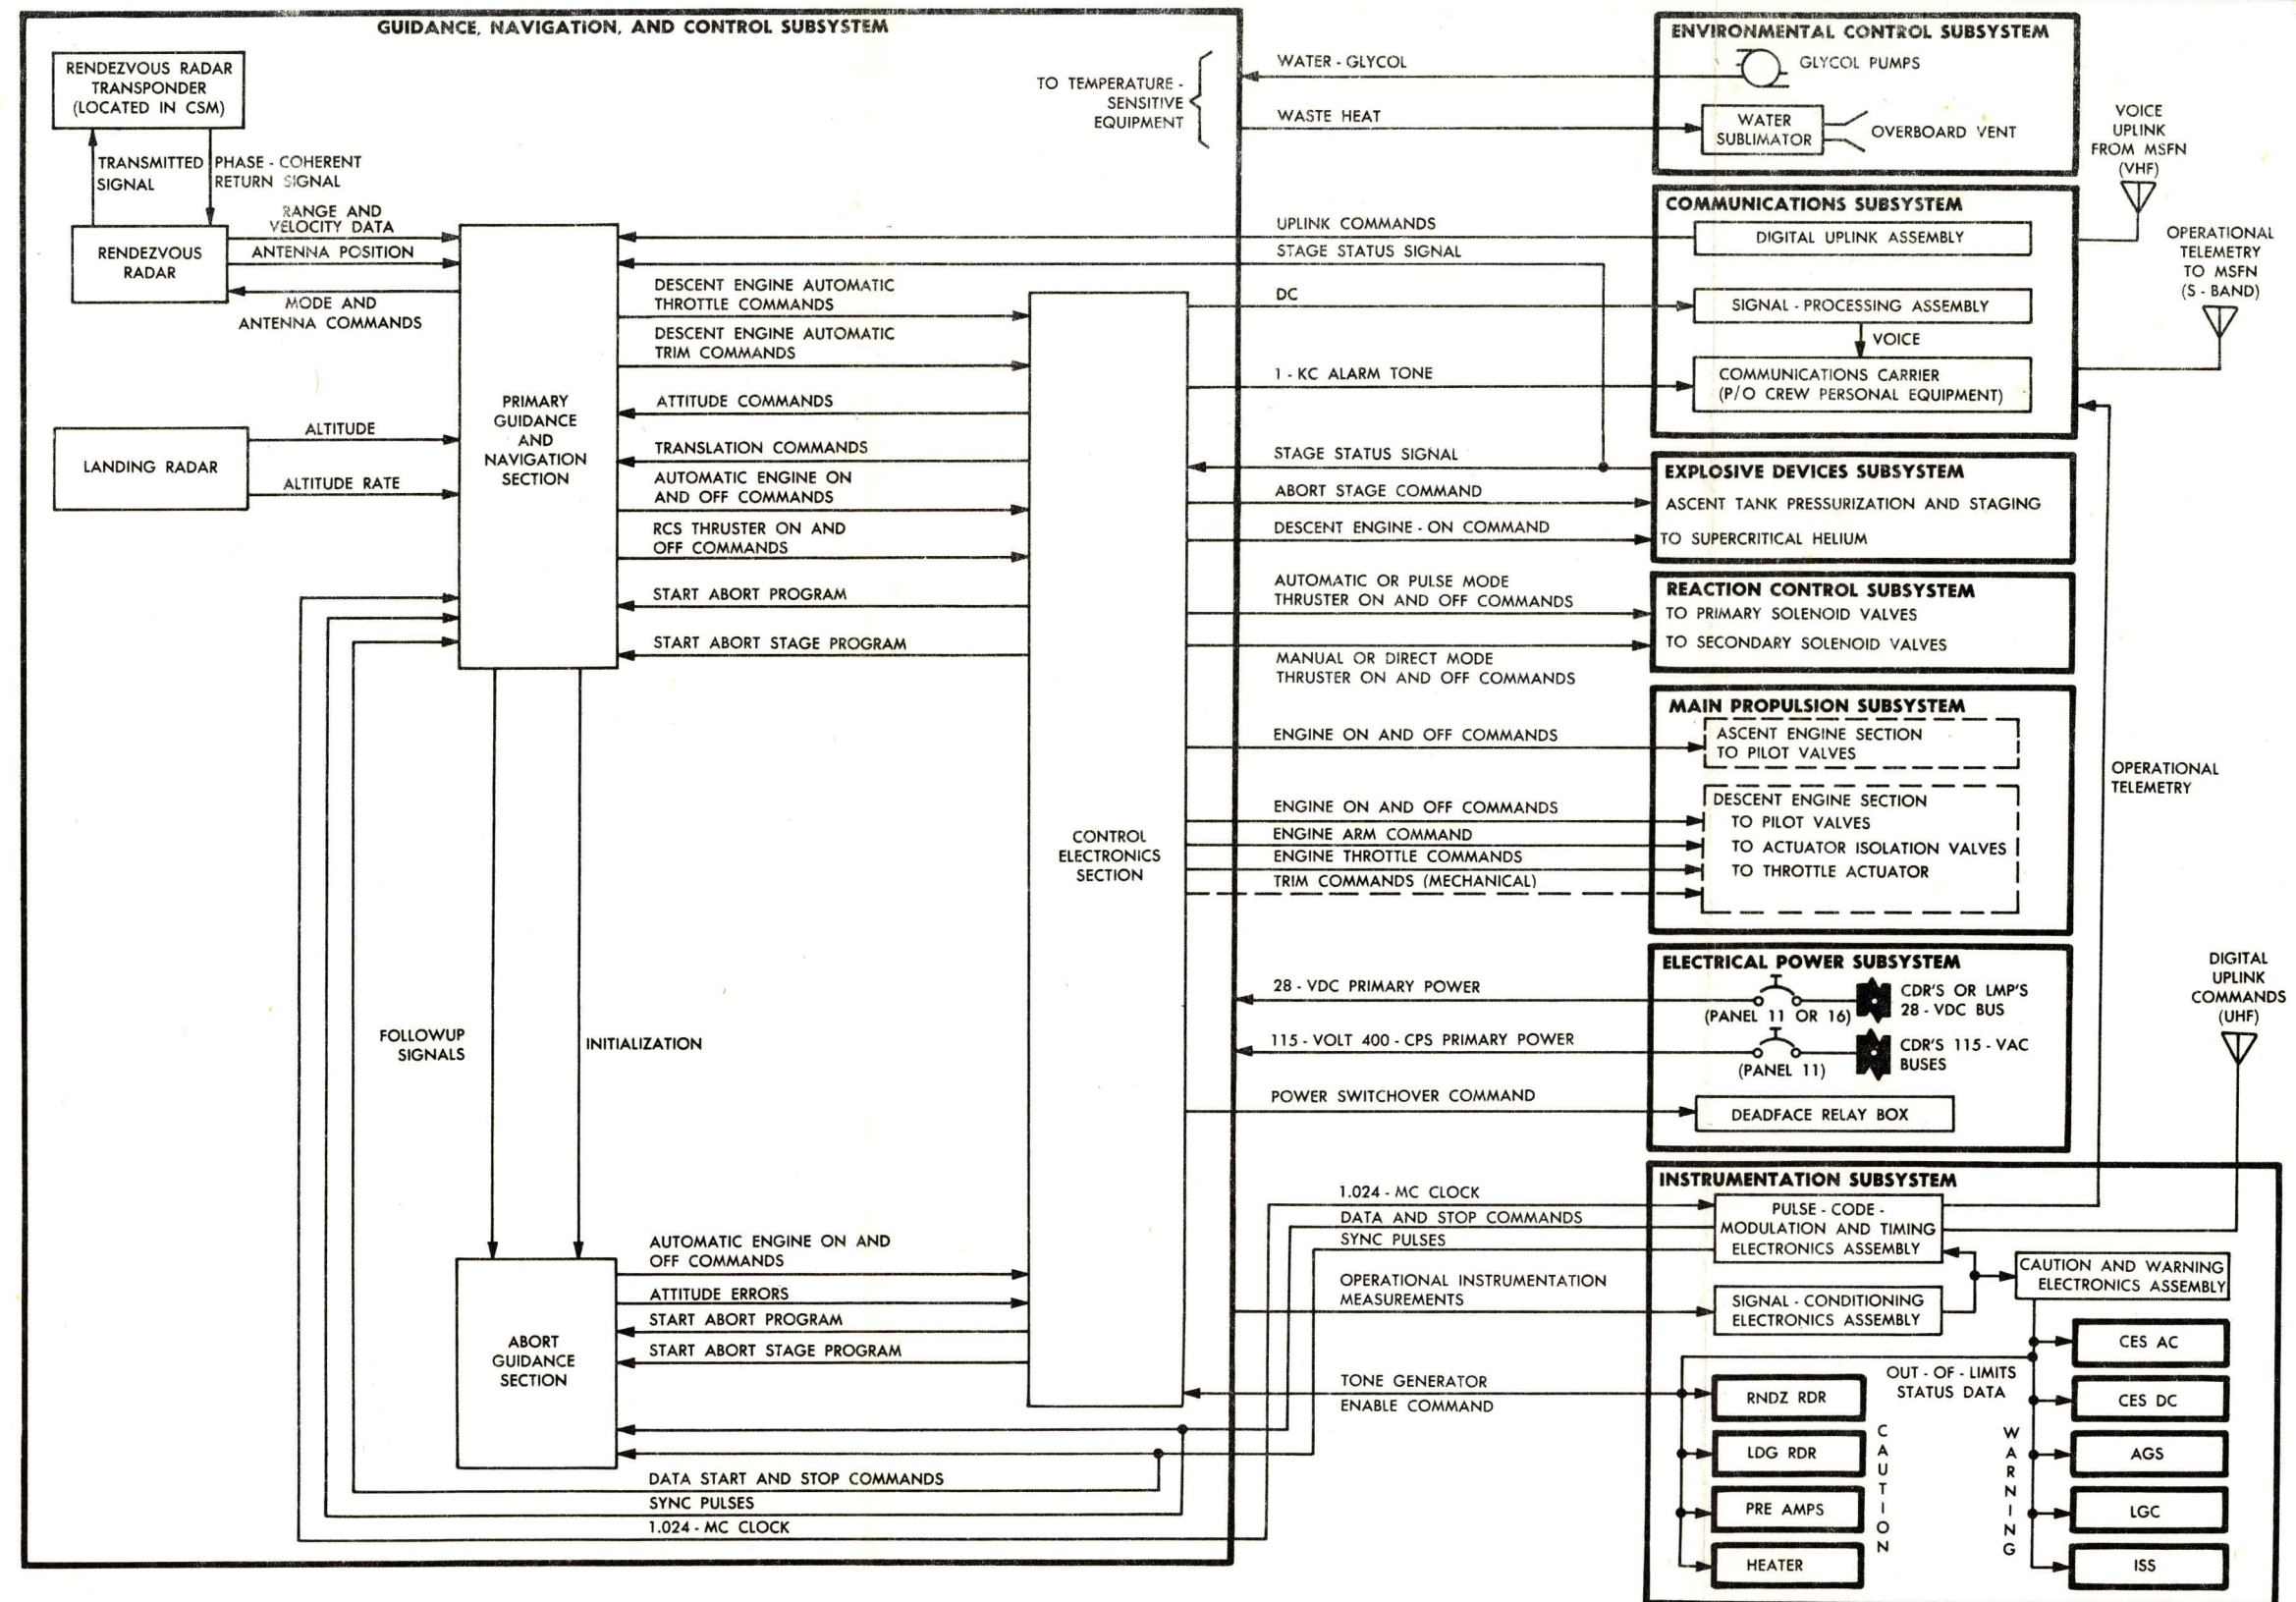 GUIDANCE, NAVIGATION, AND CONTROL SUBSYSTEM
RENDEZVOUS RADAR
TRANSPONDER
(LOCATED IN CSM)
TRANSMITTED
SIGNAL
PHASE - COHERENT
RETURN SIGNAL
RANGE AND
VELOCITY DATA
ANTENNA POSITION
RENDEZVOUS
RADAR
MODE AND
ANTENNA COMMANDS
LANDING RADAR
ALTITUDE
ALTITUDE RATE
PRIMARY
GUIDANCE
AND
NAVIGATION
SECTION
DESCENT ENGINE AUTOMATIC
THROTTLE COMMANDS
DESCENT ENGINE AUTOMATIC
TRIM COMMANDS
ATTITUDE COMMANDS
TRANSLATION COMMANDS
AUTOMATIC ENGINE ON
AND OFF COMMANDS
RCS THRUSTER ON AND
OFF COMMANDS
START ABORT PROGRAM
START ABORT STAGE PROGRAM
FOLLOWUP
SIGNALS
INITIALIZATION
CONTROL
ELECTRONICS
SECTION
ABORT
GUIDANCE
SECTION
AUTOMATIC ENGINE ON AND
OFF COMMANDS
ATTITUDE ERRORS
START ABORT PROGRAM
START ABORT STAGE PROGRAM
DATA START AND STOP COMMANDS
SYNC PULSES
1.024 - MC CLOCK
TO TEMPERATURE -
SENSITIVE
EQUIPMENT
WATER - GLYCOL
WASTE HEAT
UPLINK COMMANDS
STAGE STATUS SIGNAL
DC
1 - KC ALARM TONE
STAGE STATUS SIGNAL
ABORT STAGE COMMAND
DESCENT ENGINE - ON COMMAND
AUTOMATIC OR PULSE MODE
THRUSTER ON AND OFF COMMANDS
MANUAL OR DIRECT MODE
THRUSTER ON AND OFF COMMANDS
ENGINE ON AND OFF COMMANDS
ENGINE ON AND OFF COMMANDS
ENGINE ARM COMMAND
ENGINE THROTTLE COMMANDS
TRIM COMMANDS (MECHANICAL)
28 - VDC PRIMARY POWER
115 - VOLT 400 - CPS PRIMARY POWER
POWER SWITCHOVER COMMAND
1.024 - MC CLOCK
DATA AND STOP COMMANDS
SYNC PULSES
OPERATIONAL INSTRUMENTATION
MEASUREMENTS
TONE GENERATOR
ENABLE COMMAND
ENVIRONMENTAL CONTROL SUBSYSTEM
GLYCOL PUMPS
WATER
SUBLIMATOR
OVERBOARD VENT
COMMUNICATIONS SUBSYSTEM
DIGITAL UPLINK ASSEMBLY
SIGNAL - PROCESSING ASSEMBLY
VOICE
COMMUNICATIONS CARRIER
(P/O CREW PERSONAL EQUIPMENT)
VOICE
UPLINK
FROM MSFN
(VHF)
OPERATIONAL
TELEMETRY
TO MSFN
(S - BAND)
EXPLOSIVE DEVICES SUBSYSTEM
ASCENT TANK PRESSURIZATION AND STAGING
TO SUPERCRITICAL HELIUM
REACTION CONTROL SUBSYSTEM
TO PRIMARY SOLENOID VALVES
TO SECONDARY SOLENOID VALVES
MAIN PROPULSION SUBSYSTEM
ASCENT ENGINE SECTION
TO PILOT VALVES
DESCENT ENGINE SECTION
TO PILOT VALVES
TO ACTUATOR ISOLATION VALVES
TO THROTTLE ACTUATOR
OPERATIONAL
TELEMETRY
ELECTRICAL POWER SUBSYSTEM
CDR'S OR LMP'S
28 - VDC BUS
(PANEL 11 OR 16)
CDR'S 115 - VAC
BUSES
(PANEL 11)
DEADFACE RELAY BOX
DIGITAL
UPLINK
COMMANDS
(UHF)
INSTRUMENTATION SUBSYSTEM
PULSE - CODE -
MODULATION AND TIMING
ELECTRONICS ASSEMBLY
CAUTION AND WARNING
ELECTRONICS ASSEMBLY
SIGNAL - CONDITIONING
ELECTRONICS ASSEMBLY
OUT - OF - LIMITS
STATUS DATA
RNDZ RDR
LDG RDR
PRE AMPS
HEATER
CAUTION
WARNING
CES AC
CES DC
AGS
LGC
ISS